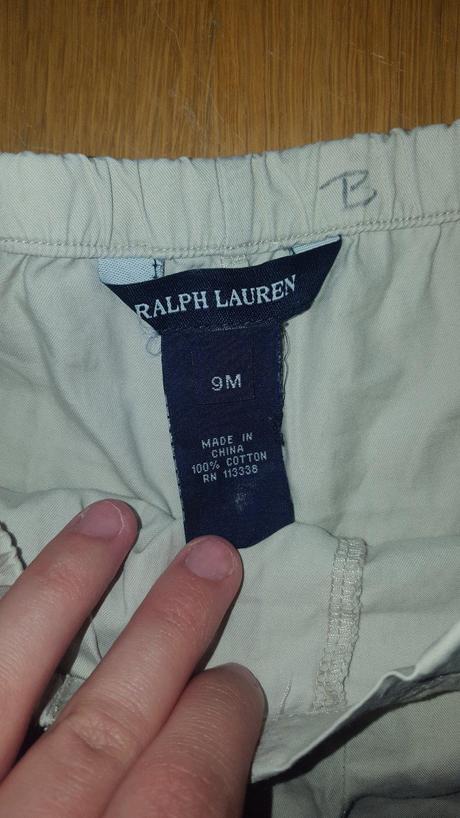 B
RALPH LAUREN
9M
MADE IN
CHINA
100% COTTON
RN 113338